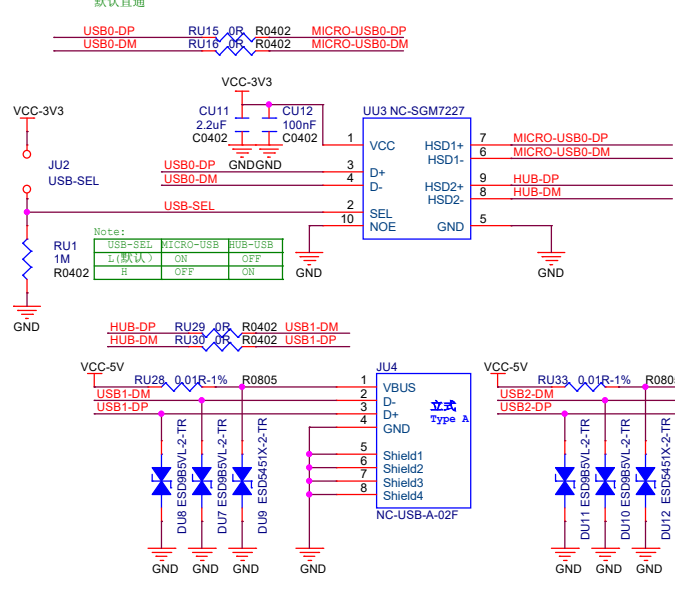 默认直通
USB0-DP RU15 0R R0402 MICRO-USB0-DP
USB0-DM RU16 0R R0402 MICRO-USB0-DM
VCC-3V3
VCC-3V3
CU11 CU12
2.2uF 100nF
C0402 C0402
GND GND
UU3 NC-SGM7227
1 VCC HSD1+ 7 MICRO-USB0-DP
HSD1- 6 MICRO-USB0-DM
USB0-DP 3 D+
USB0-DM 4 D-
HSD2+ 9 HUB-DP
HSD2- 8 HUB-DM
JU2
USB-SEL
USB-SEL 2 SEL GND 5
10 NOE
GND
GND
RU1
1M
R0402
GND
Note:
USB-SEL MICRO-USB HUB-USB
L(默认) ON OFF
H OFF ON
HUB-DP RU29 0R R0402 USB1-DM
HUB-DM RU30 0R R0402 USB1-DP
VCC-5V
RU28 0.01R-1% R0805
USB1-DM
USB1-DP
JU4
1 VBUS
2 D-
3 D+
4 GND
5 Shield1
6 Shield2
7 Shield3
8 Shield4
立式
Type A
NC-USB-A-02F
DU8 ESD9B5VL-2-TR
DU7 ESD9B5VL-2-TR
DU9 ESD5451X-2-TR
GND GND GND
GND
VCC-5V
RU33 0.01R-1% R0805
USB2-DM
USB2-DP
DU11 ESD9B5VL-2-TR
DU10 ESD9B5VL-2-TR
DU12 ESD5451X-2-TR
GND GND GND